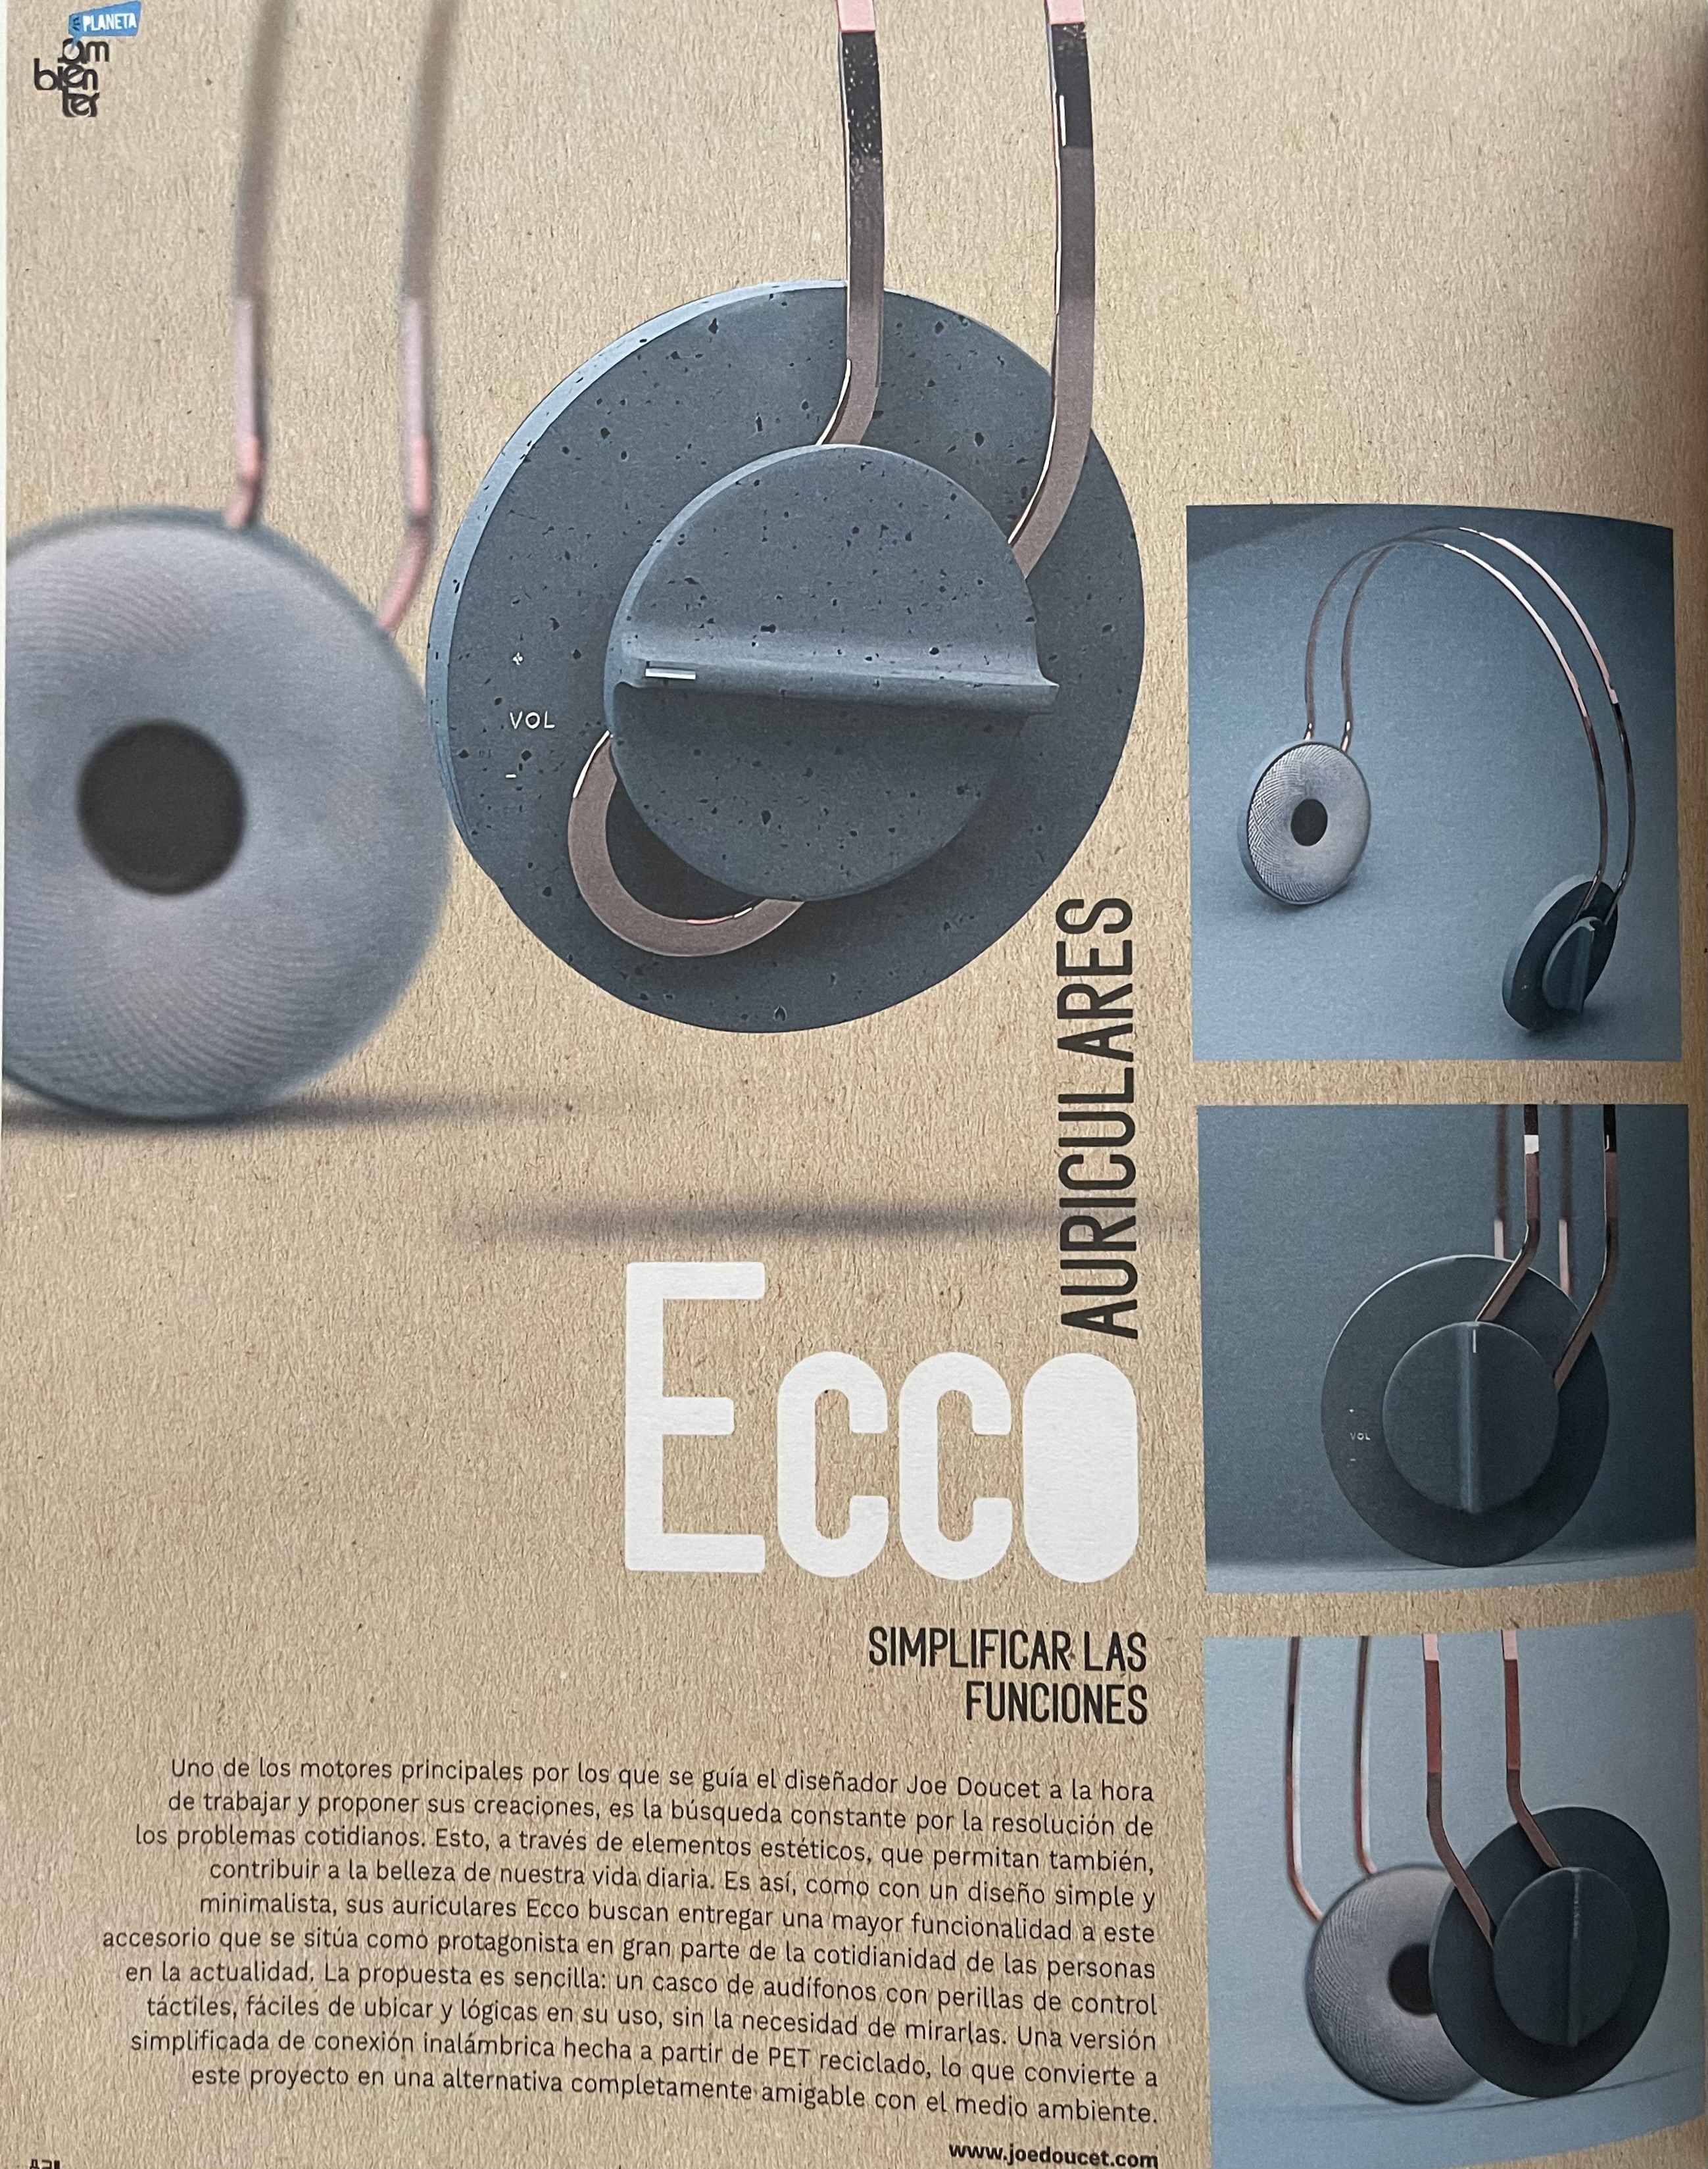 PLANETA
am
bien
tes
+
VOL
-
AURICULARES
Ecco
VOL
SIMPLIFICAR LAS
FUNCIONES
Uno de los motores principales por los que se guía el diseñador Joe Doucet a la hora
de trabajar y proponer sus creaciones, es la búsqueda constante por la resolución de
los problemas cotidianos. Esto, a través de elementos estéticos, que permitan también,
contribuir a la belleza de nuestra vida diaria. Es así, como con un diseño simple y
minimalista, sus auriculares Ecco buscan entregar una mayor funcionalidad a este
accesorio que se sitúa como protagonista en gran parte de la cotidianidad de las personas
en la actualidad. La propuesta es sencilla: un casco de audífonos con perillas de control
táctiles, fáciles de ubicar y lógicas en su uso, sin la necesidad de mirarlas. Una versión
simplificada de conexión inalámbrica hecha a partir de PET reciclado, lo que convierte a
este proyecto en una alternativa completamente amigable con el medio ambiente.
www.joedoucet.com